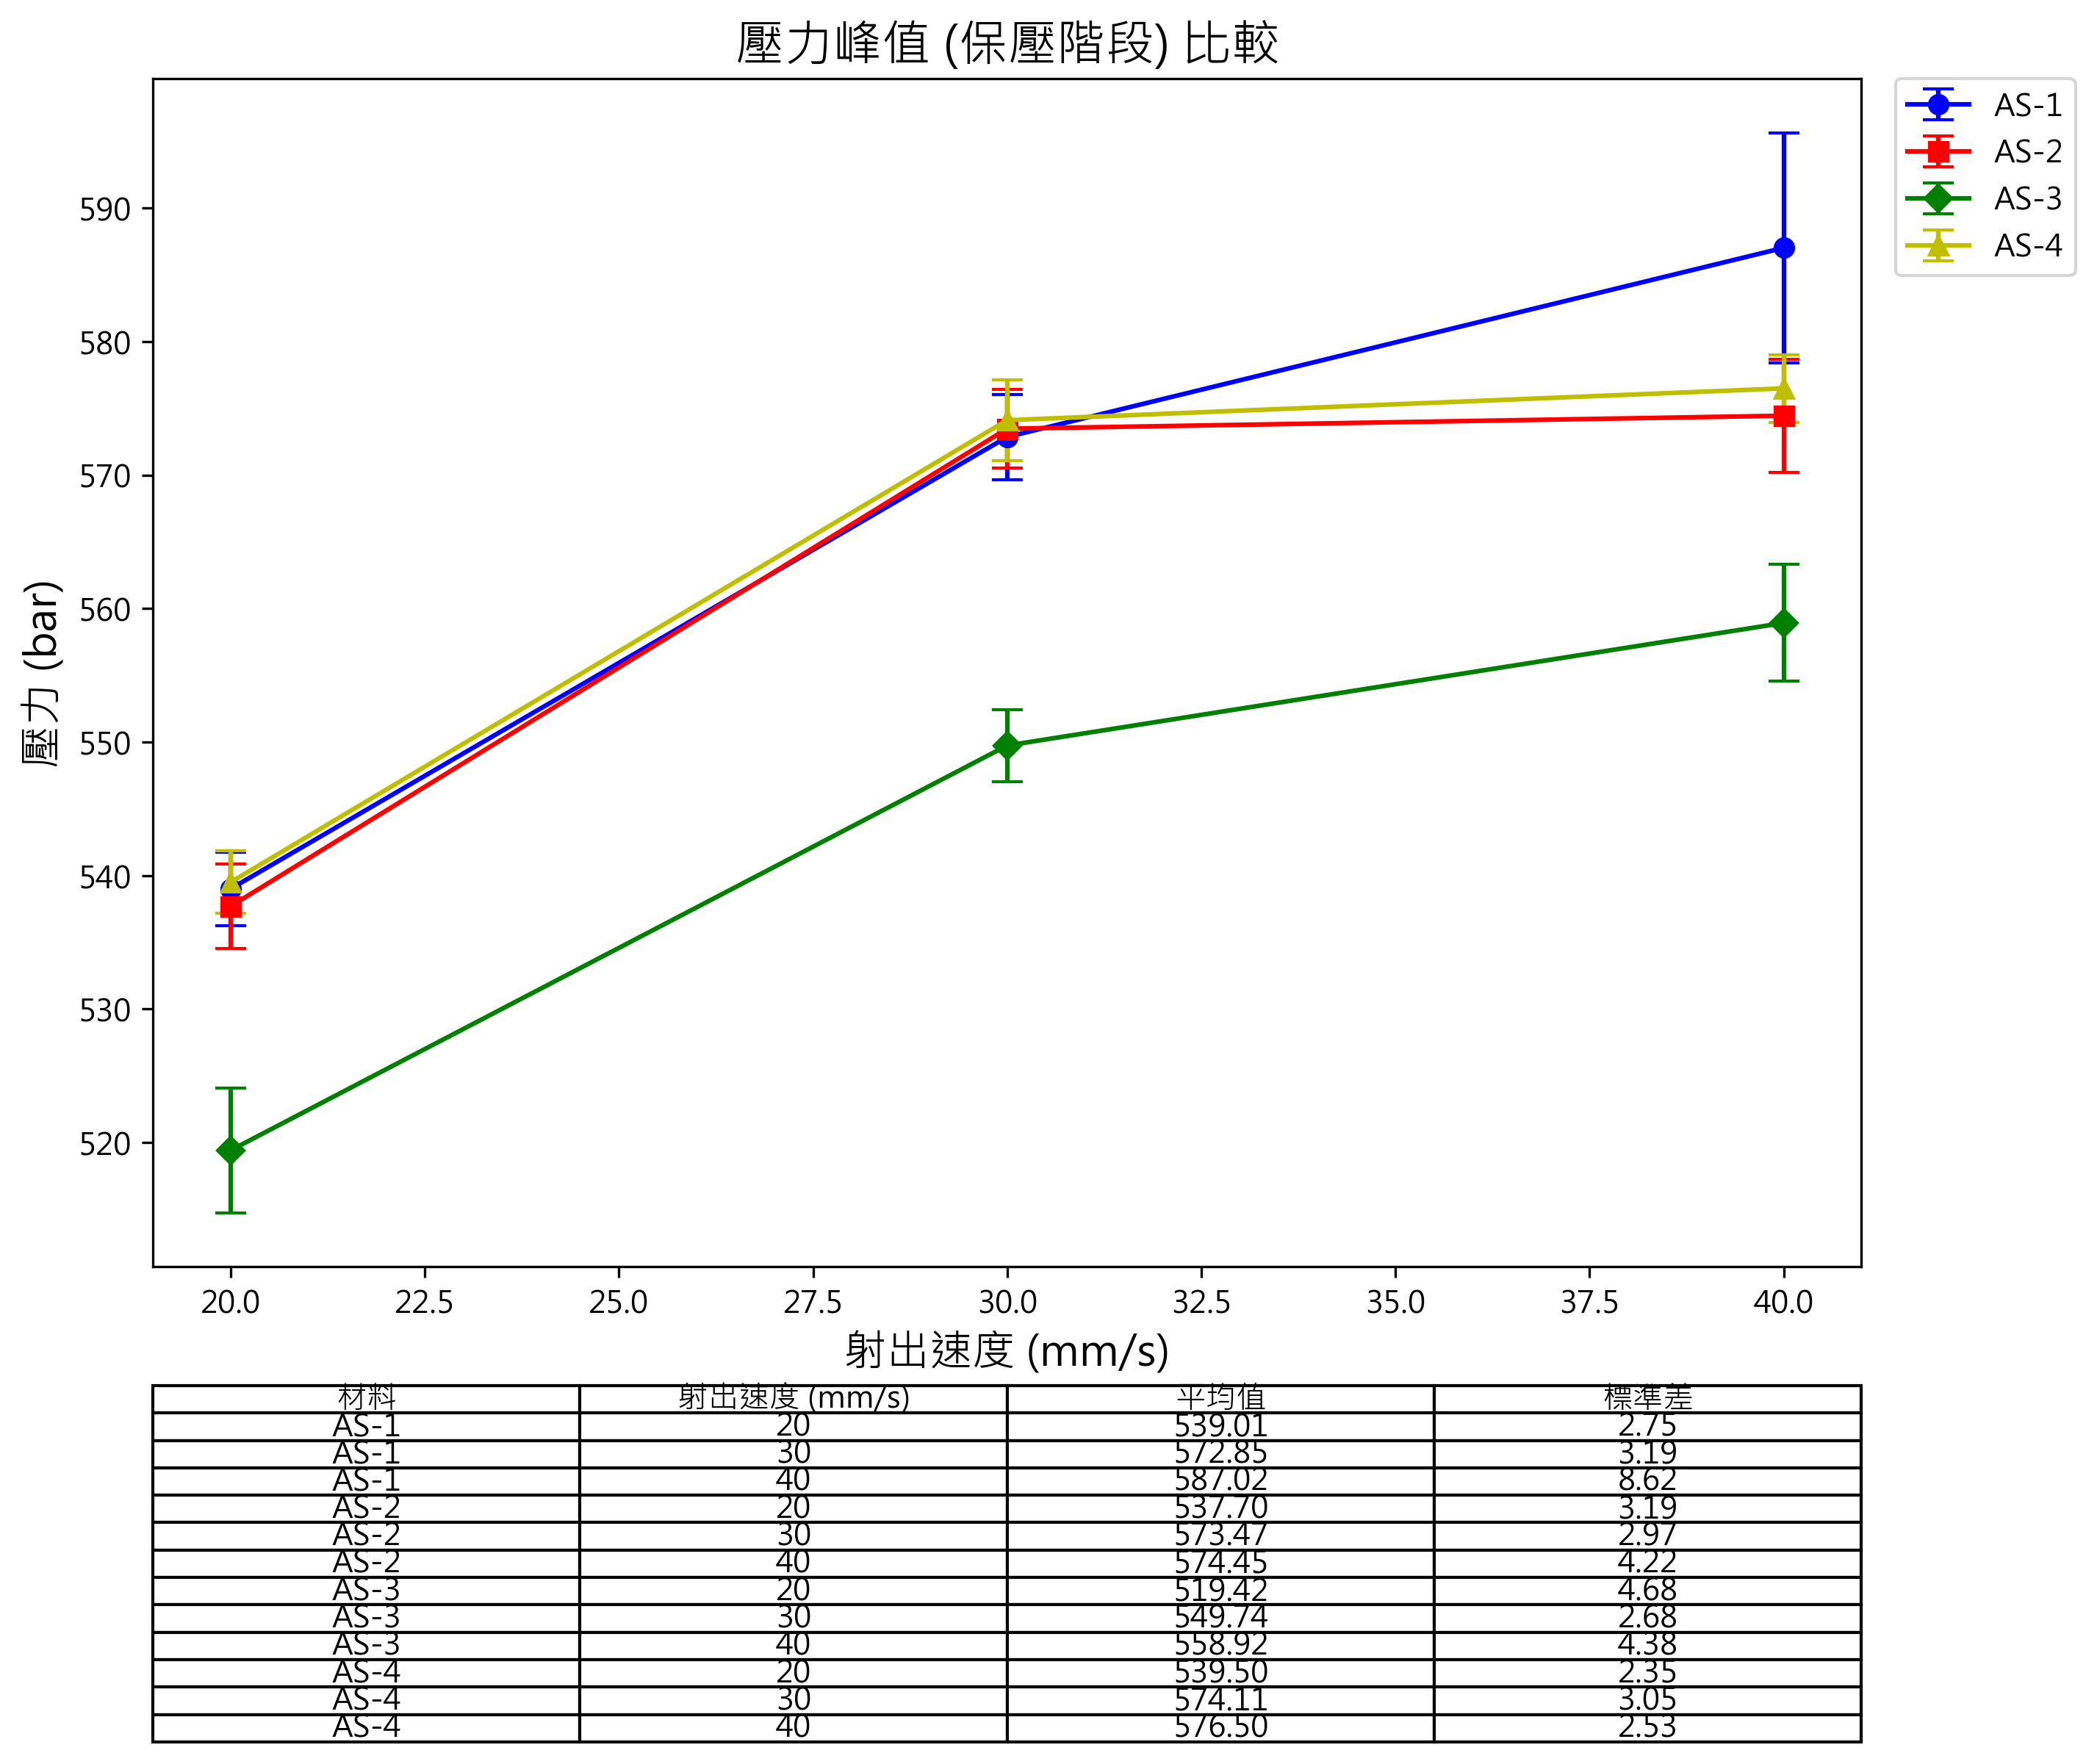 壓力峰值 (保壓階段) 比較
AS-1
AS-2
AS-3
AS-4
壓力 (bar)
590
580
570
560
550
540
530
520
20.0 22.5 25.0 27.5 30.0 32.5 35.0 37.5 40.0
射出速度 (mm/s)
材料 射出速度 (mm/s) 平均值 標準差
AS-1 20 539.01 2.75
AS-1 30 572.85 3.19
AS-1 40 587.02 8.62
AS-2 20 537.70 3.19
AS-2 30 573.47 2.97
AS-2 40 574.45 4.22
AS-3 20 519.42 4.68
AS-3 30 549.74 2.68
AS-3 40 558.92 4.38
AS-4 20 539.50 2.35
AS-4 30 574.11 3.05
AS-4 40 576.50 2.53